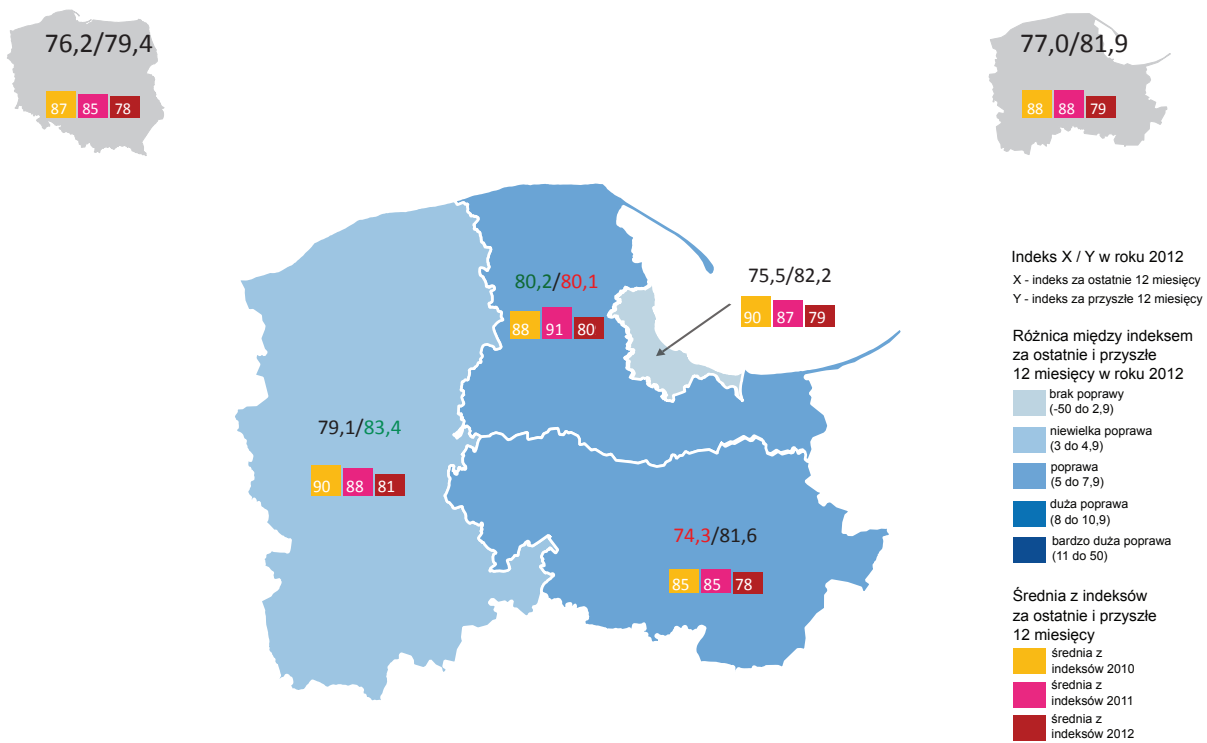 76,2/79,4
87 85 78
77,0/81,9
88 88 79
80,2/80,1
88 91 80
75,5/82,2
90 87 79
79,1/83,4
90 88 81
74,3/81,6
85 85 78
Indeks X / Y w roku 2012
X - indeks za ostatnie 12 miesięcy
Y - indeks za przyszłe 12 miesięcy
Różnica między indeksem
za ostatnie i przyszłe
12 miesięcy w roku 2012
brak poprawy
(-50 do 2,9)
niewielka poprawa
(3 do 4,9)
poprawa
(5 do 7,9)
duża poprawa
(8 do 10,9)
bardzo duża poprawa
(11 do 50)
Średnia z indeksów
za ostatnie i przyszłe
12 miesięcy
średnia z
indeksów 2010
średnia z
indeksów 2011
średnia z
indeksów 2012